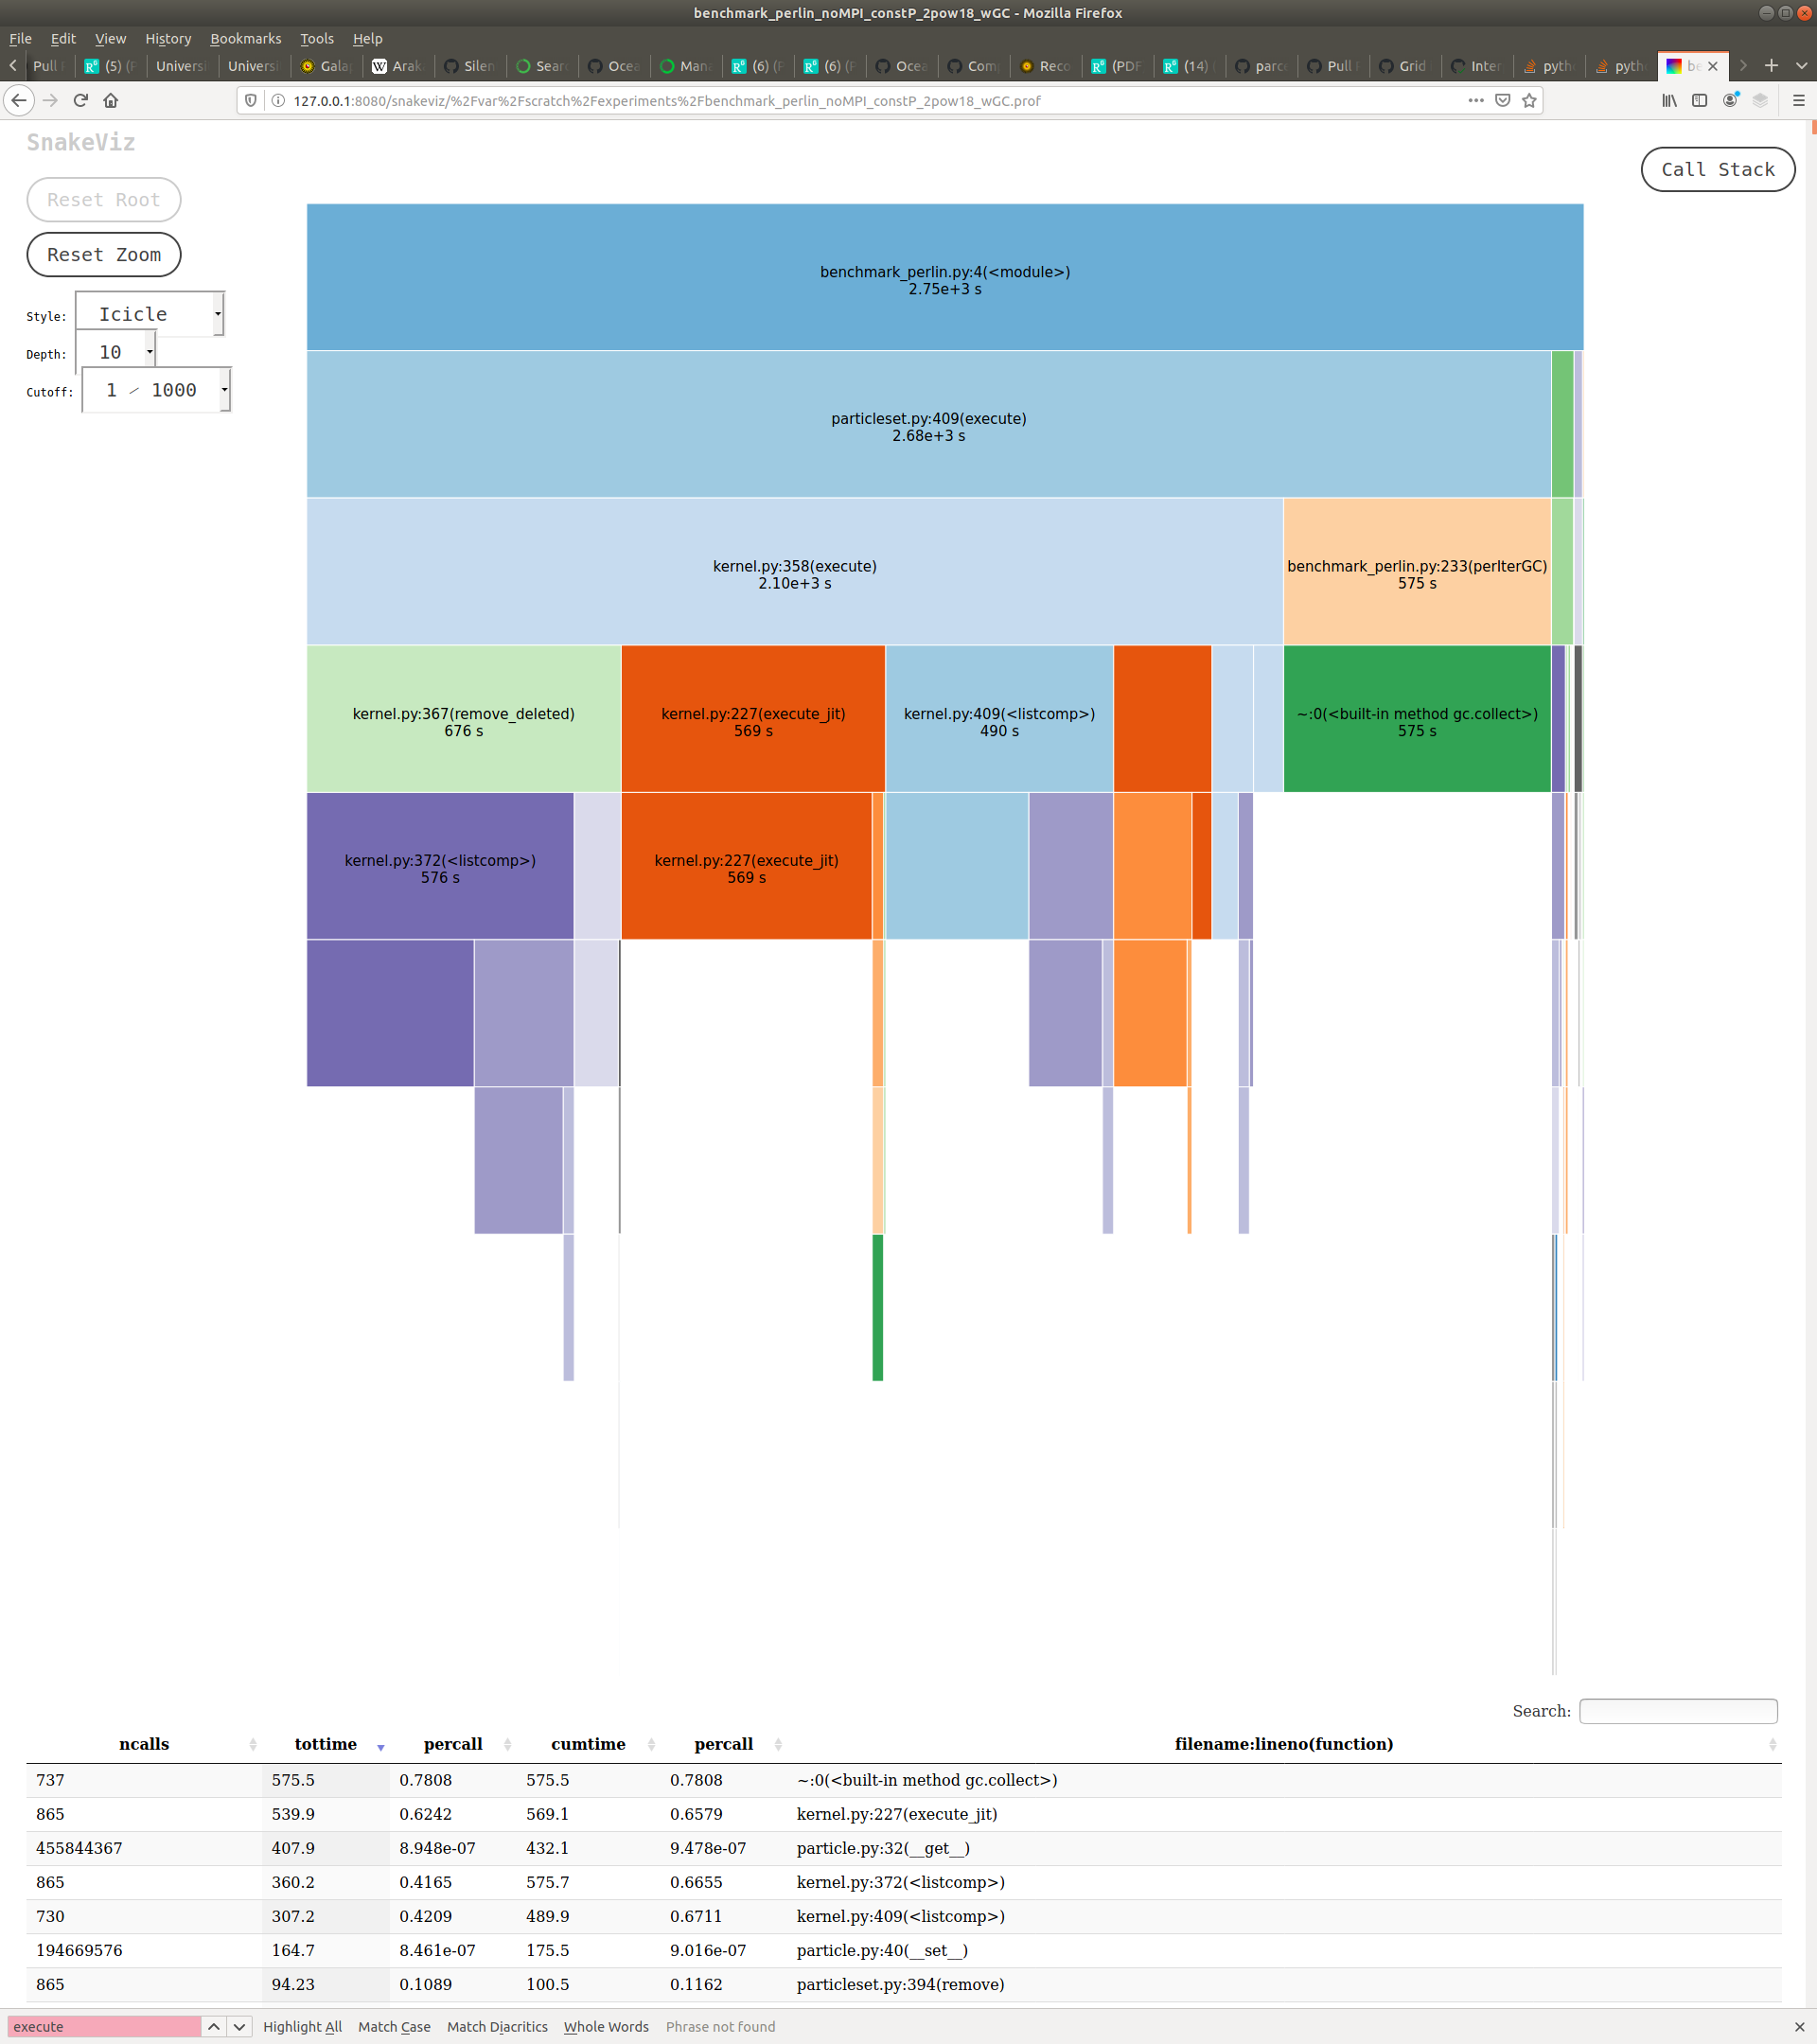 benchmark_perlin_noMPI_constP_2pow18_wGC - Mozilla Firefox
File Edit View History Bookmarks Tools Help
Pull (5) (P Universi Universi Gala Arak Silen Searc Ocea Mana (6) (P (6) (P Ocea Com Reco (PDF (14) parce Pull Grid Inter pytho pytho be
127.0.0.1:8080/snakeviz/%2Fvar%2Fscratch%2Fexperiments%2Fbenchmark_perlin_noMPI_constP_2pow18_wGC.prof
SnakeViz
Call Stack
Reset Root
Reset Zoom
Style: Icicle
Depth: 10
Cutoff: 1 / 1000
benchmark_perlin.py:4(<module>)
2.75e+3 s
particleset.py:409(execute)
2.68e+3 s
kernel.py:358(execute)
2.10e+3 s
benchmark_perlin.py:233(perIterGC)
575 s
kernel.py:367(remove_deleted)
676 s
kernel.py:227(execute_jit)
569 s
kernel.py:409(<listcomp>)
490 s
~:0(<built-in method gc.collect>)
575 s
kernel.py:372(<listcomp>)
576 s
kernel.py:227(execute_jit)
569 s
Search:
ncalls tottime percall cumtime percall filename:lineno(function)
737 575.5 0.7808 575.5 0.7808 ~:0(<built-in method gc.collect>)
865 539.9 0.6242 569.1 0.6579 kernel.py:227(execute_jit)
455844367 407.9 8.948e-07 432.1 9.478e-07 particle.py:32(__get__)
865 360.2 0.4165 575.7 0.6655 kernel.py:372(<listcomp>)
730 307.2 0.4209 489.9 0.6711 kernel.py:409(<listcomp>)
194669576 164.7 8.461e-07 175.5 9.016e-07 particle.py:40(__set__)
865 94.23 0.1089 100.5 0.1162 particleset.py:394(remove)
execute Highlight All Match Case Match Diacritics Whole Words Phrase not found